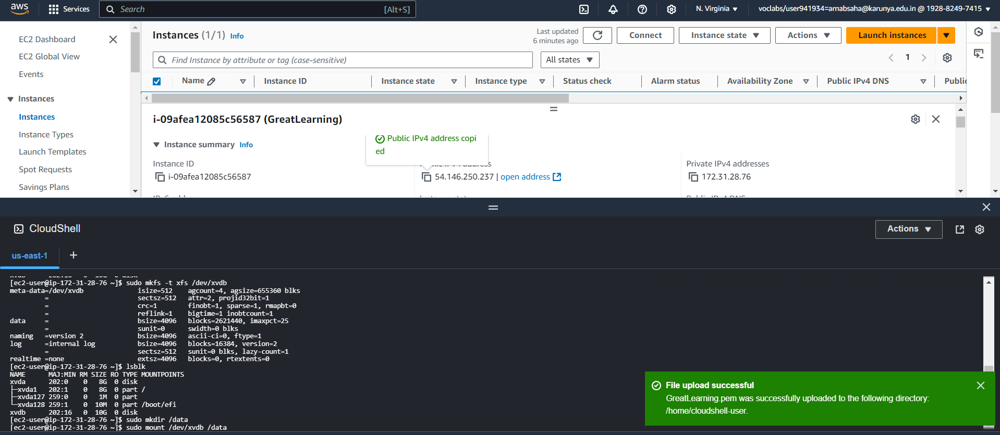 aws
Services
Search
[Alt+S]
N. Virginia
voclabs/user941934=arnabsaha@karunya.edu.in @ 1928-8249-7415
EC2 Dashboard
EC2 Global View
Events
Instances
Instances
Instance Types
Launch Templates
Spot Requests
Savings Plans
Instances (1/1) Info
Last updated
6 minutes ago
Connect
Instance state
Actions
Launch instances
Find Instance by attribute or tag (case-sensitive)
All states
1
Name
Instance ID
Instance state
Instance type
Status check
Alarm status
Availability Zone
Public IPv4 DNS
Public
i-09afea12085c56587 (GreatLearning)
Instance summary Info
Public IPv4 address copi
ed
Instance ID
i-09afea12085c56587
54.146.250.237 | open address
Private IPv4 addresses
172.31.28.76
CloudShell
Actions
us-east-1
[ec2-user@ip-172-31-28-76 ~]$ sudo mkfs -t xfs /dev/xvdb
meta-data=/dev/xvdb isize=512 agcount=4, agsize=655360 blks
= sectsz=512 attr=2, projid32bit=1
= crc=1 finobt=1, sparse=1, rmapbt=0
= reflink=1 bigtime=1 inobtcount=1
data = bsize=4096 blocks=2621440, imaxpct=25
= sunit=0 swidth=0 blks
naming =version 2 bsize=4096 ascii-ci=0, ftype=1
log =internal log bsize=4096 blocks=16384, version=2
= sectsz=512 sunit=0 blks, lazy-count=1
realtime =none extsz=4096 blocks=0, rtextents=0
[ec2-user@ip-172-31-28-76 ~]$ lsblk
NAME MAJ:MIN RM SIZE RO TYPE MOUNTPOINTS
xvda 202:0 0 8G 0 disk
├─xvda1 202:1 0 8G 0 part /
├─xvda127 259:0 0 1M 0 part
└─xvda128 259:1 0 10M 0 part /boot/efi
xvdb 202:16 0 10G 0 disk
[ec2-user@ip-172-31-28-76 ~]$ sudo mkdir /data
[ec2-user@ip-172-31-28-76 ~]$ sudo mount /dev/xvdb /data
File upload successful
GreatLearning.pem was successfully uploaded to the following directory:
/home/cloudshell-user.